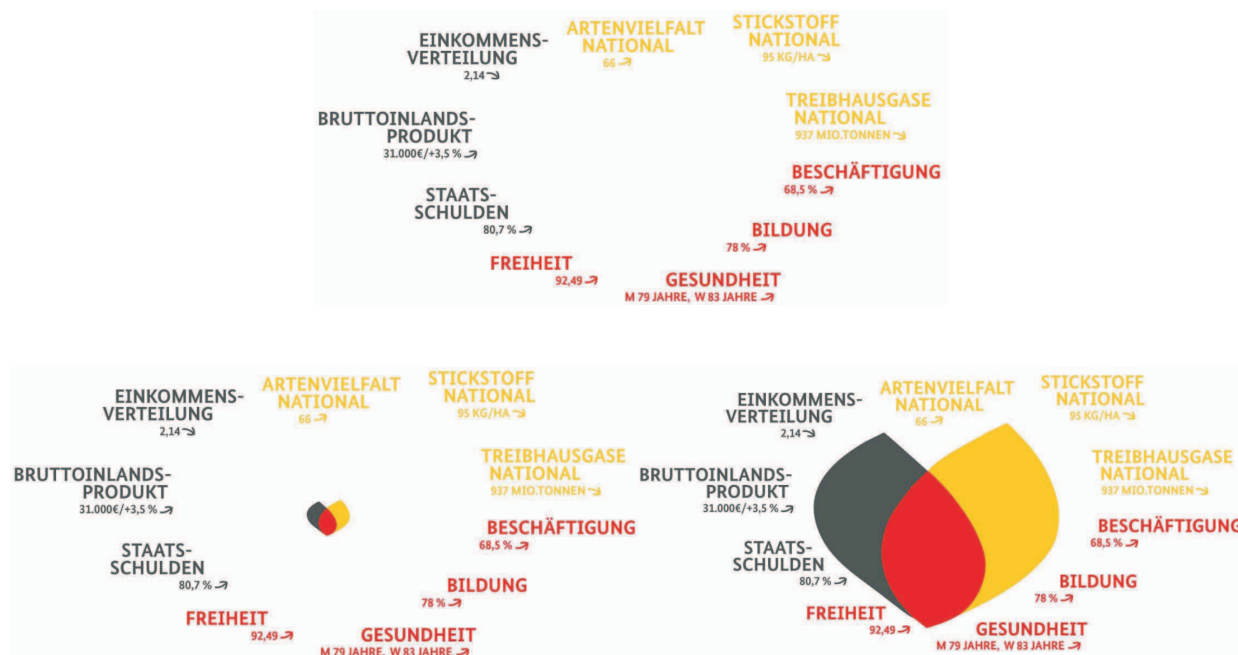 EINKOMMENS-
VERTEILUNG
2,14
ARTENVIELFALT
NATIONAL
66
STICKSTOFF
NATIONAL
95 KG/HA
BRUTTOINLANDS-
PRODUKT
31.000€/+3,5 %
TREIBHAUSGASE
NATIONAL
937 MIO.TONNEN
BESCHÄFTIGUNG
68,5 %
STAATS-
SCHULDEN
80,7 %
BILDUNG
78 %
FREIHEIT
92,49
GESUNDHEIT
M 79 JAHRE, W 83 JAHRE
EINKOMMENS-
VERTEILUNG
2,14
ARTENVIELFALT
NATIONAL
66
STICKSTOFF
NATIONAL
95 KG/HA
BRUTTOINLANDS-
PRODUKT
31.000€/+3,5 %
TREIBHAUSGASE
NATIONAL
937 MIO.TONNEN
BESCHÄFTIGUNG
68,5 %
STAATS-
SCHULDEN
80,7 %
BILDUNG
78 %
FREIHEIT
92,49
GESUNDHEIT
M 79 JAHRE, W 83 JAHRE
EINKOMMENS-
VERTEILUNG
2,14
ARTENVIELFALT
NATIONAL
66
STICKSTOFF
NATIONAL
95 KG/HA
BRUTTOINLANDS-
PRODUKT
31.000€/+3,5 %
TREIBHAUSGASE
NATIONAL
937 MIO.TONNEN
BESCHÄFTIGUNG
68,5 %
STAATS-
SCHULDEN
80,7 %
BILDUNG
78 %
FREIHEIT
92,49
GESUNDHEIT
M 79 JAHRE, W 83 JAHRE